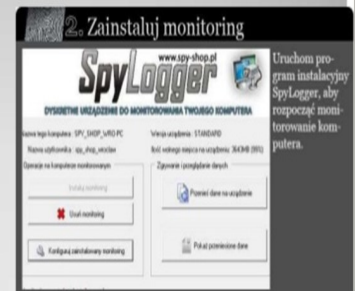 2. Zainstaluj monitoring
www.spy-shop.pl
SpyLogger
DYSKRETNE URZĄDZENIE DO MONITOROWANIA TWOJEGO KOMPUTERA
Nazwa tego komputera : SPY_SHOP_WRO-PC
Wersja urządzenia : STANDARD
Nazwa użytkownika : spy_shop_wroclaw
Ilość wolnego miejsca na urządzeniu: 3643MB (99%)
Operacje na komputerze monitorowanym
Zgrywanie i przeglądanie danych
Instaluj monitoring
Usuń monitoring
Konfiguruj zainstalowany monitoring
Przenieś dane na urządzenie
Pokaż przeniesione dane
Uruchom pro-
gram instalacyjny
SpyLogger, aby
rozpocząć moni-
torowanie kom-
putera.